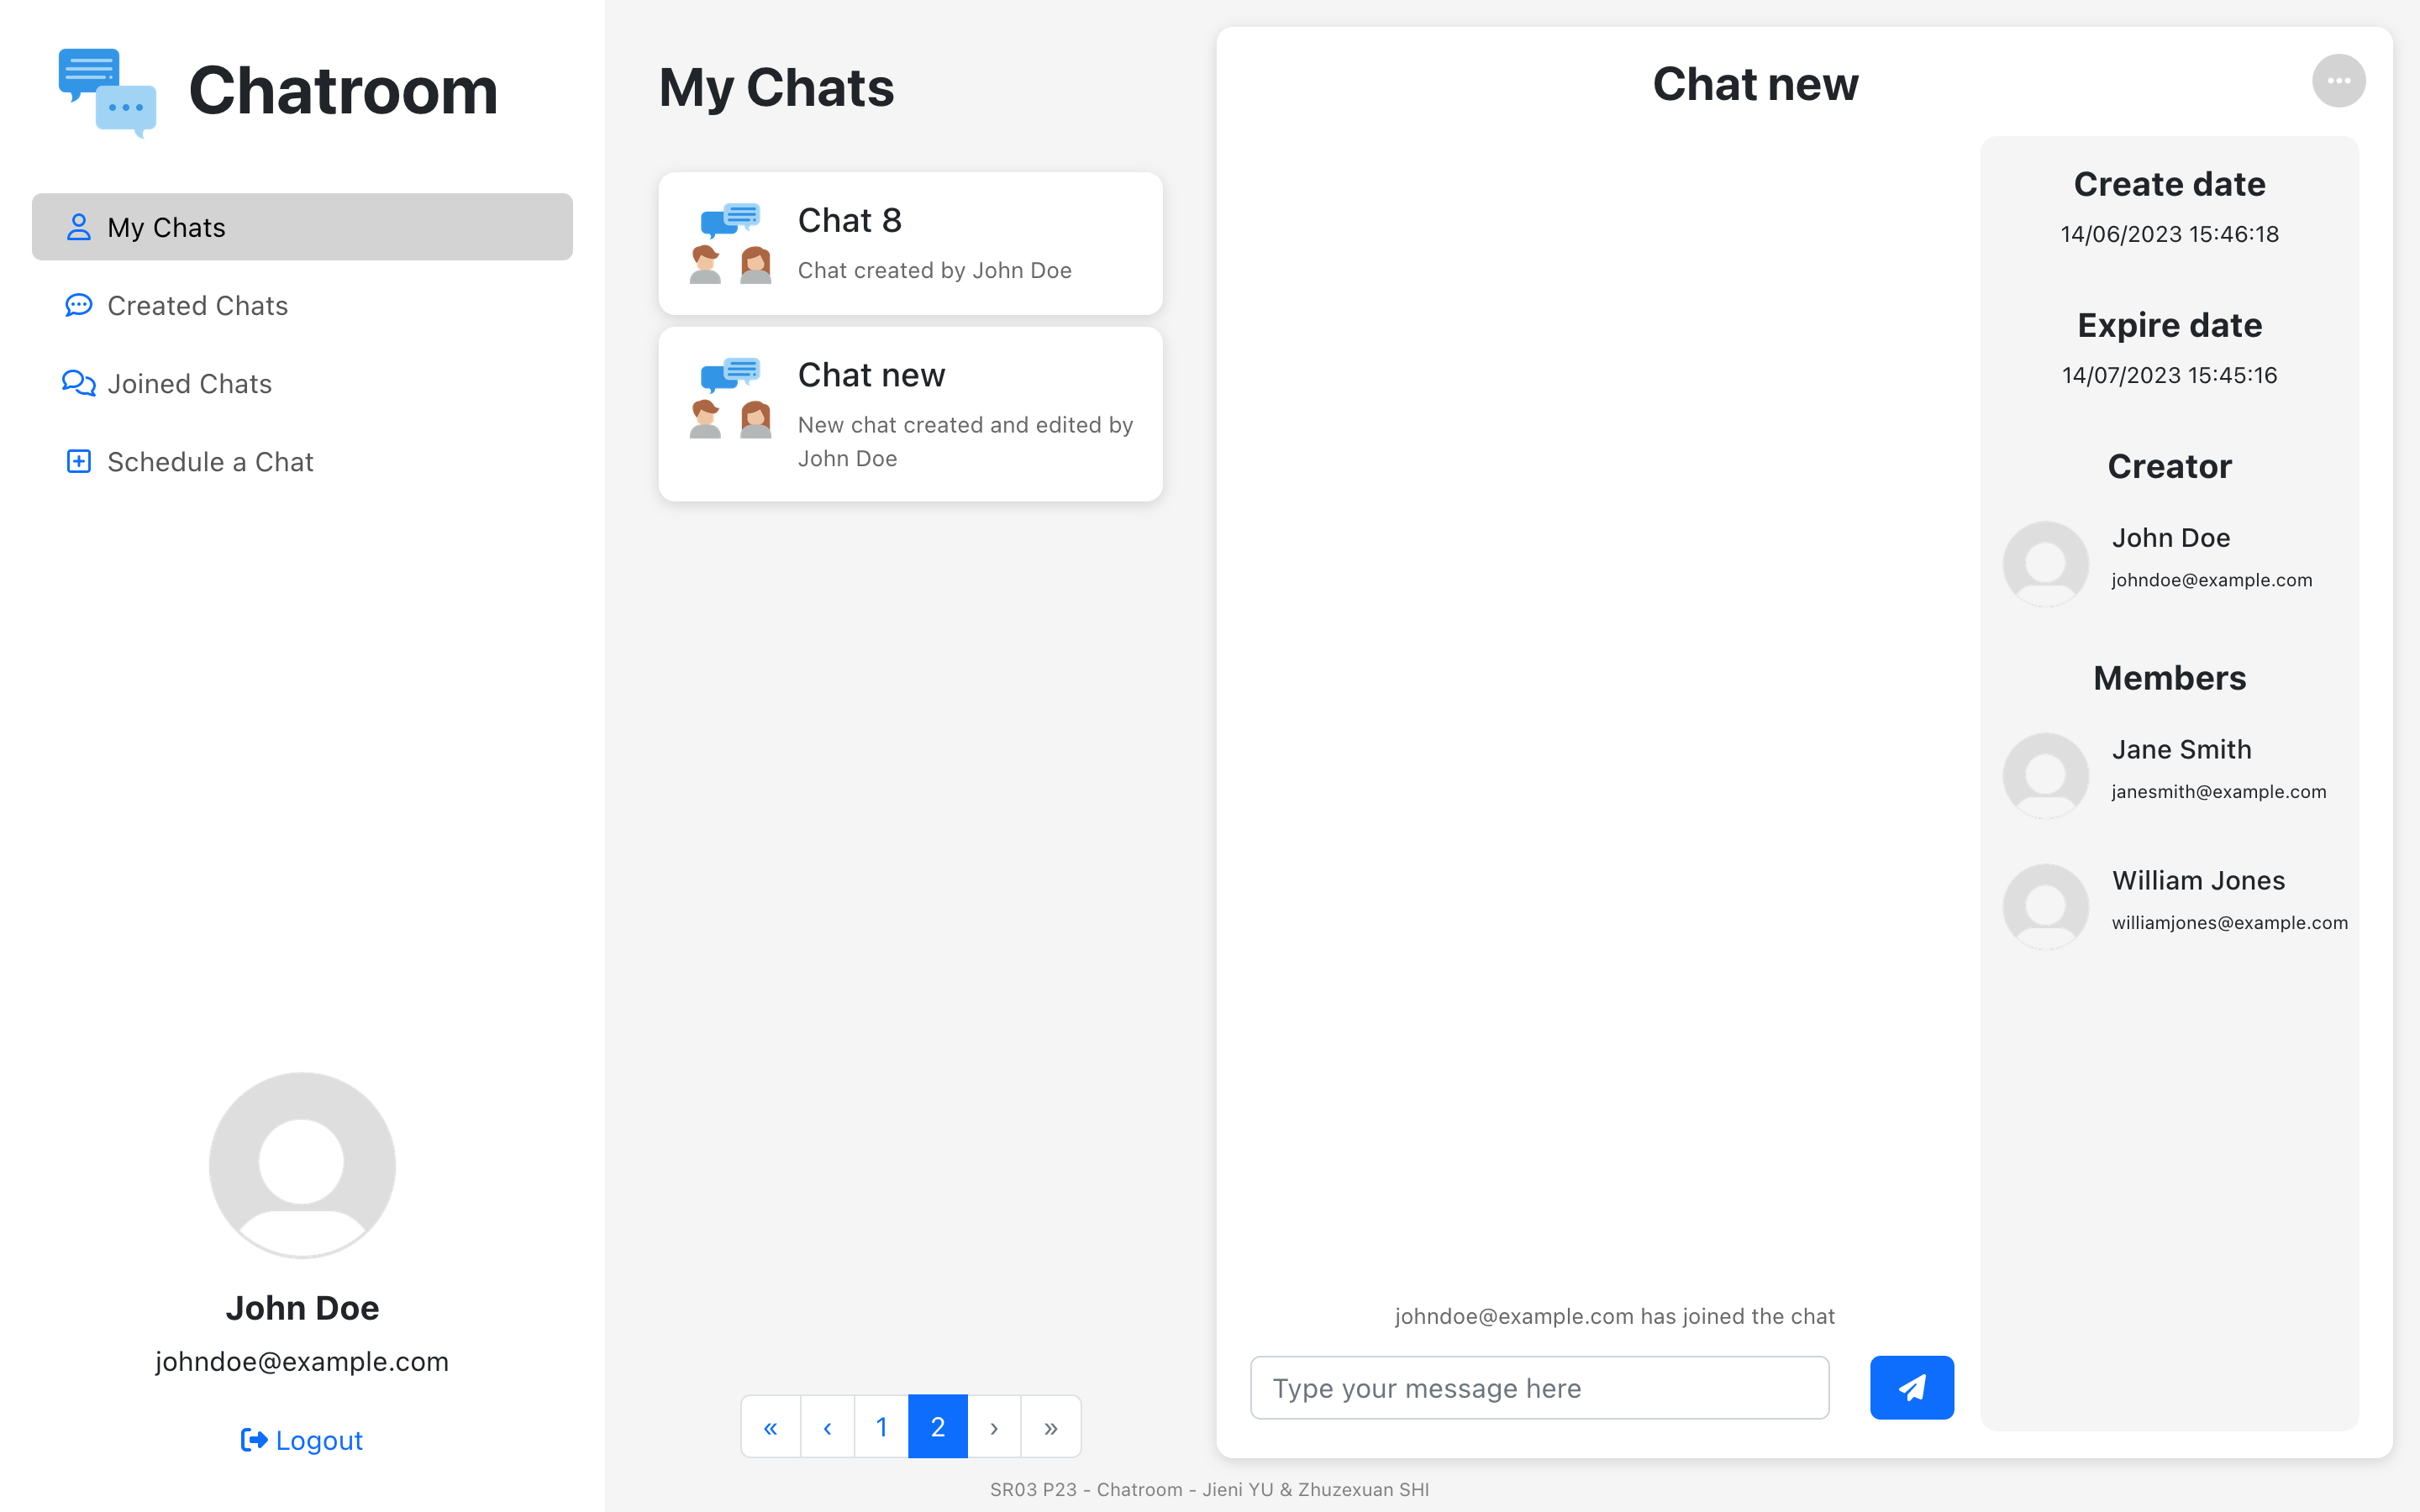 Chatroom
My Chats
Created Chats
Joined Chats
Schedule a Chat
John Doe
johndoe@example.com
Logout
My Chats
Chat 8
Chat created by John Doe
Chat new
New chat created and edited by
John Doe
« ‹ 1 2 › »
Chat new
johndoe@example.com has joined the chat
Type your message here
Create date
14/06/2023 15:46:18
Expire date
14/07/2023 15:45:16
Creator
John Doe
johndoe@example.com
Members
Jane Smith
janesmith@example.com
William Jones
williamjones@example.com
SR03 P23 - Chatroom - Jieni YU & Zhuzexuan SHI